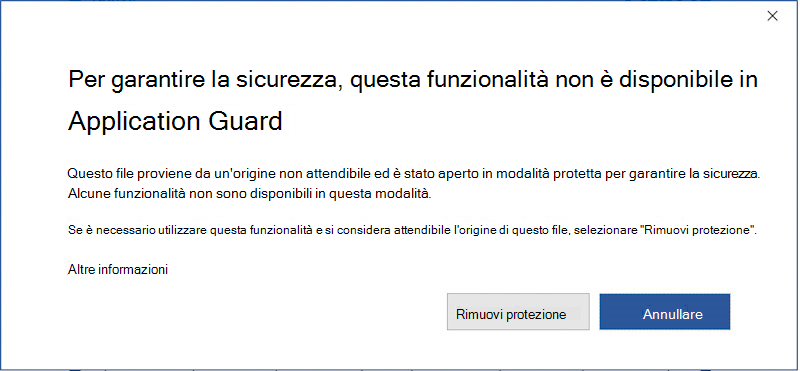 Per garantire la sicurezza, questa funzionalità non è disponibile in
Application Guard
Questo file proviene da un'origine non attendibile ed è stato aperto in modalità protetta per garantire la sicurezza.
Alcune funzionalità non sono disponibili in questa modalità.
Se è necessario utilizzare questa funzionalità e si considera attendibile l'origine di questo file, selezionare "Rimuovi protezione".
Altre informazioni
Rimuovi protezione
Annullare